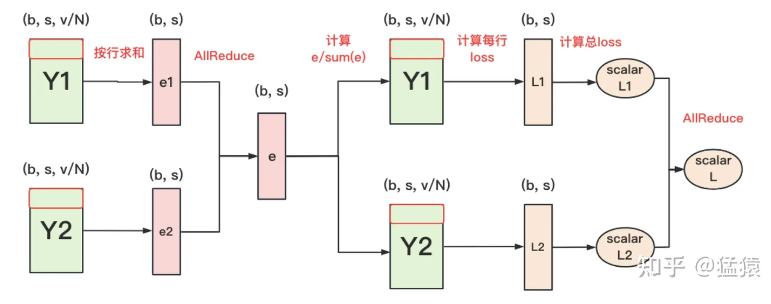 (b, s, v/N)
(b, s)
(b, s, v/N)
(b, s)
按行求和
AllReduce
计算
e/sum(e)
计算每行
loss
计算总loss
Y1
e1
(b, s)
Y1
L1
scalar
L1
AllReduce
e
scalar
L
(b, s, v/N)
(b, s)
(b, s, v/N)
(b, s)
Y2
e2
Y2
L2
scalar
L2
知乎 @猛猿